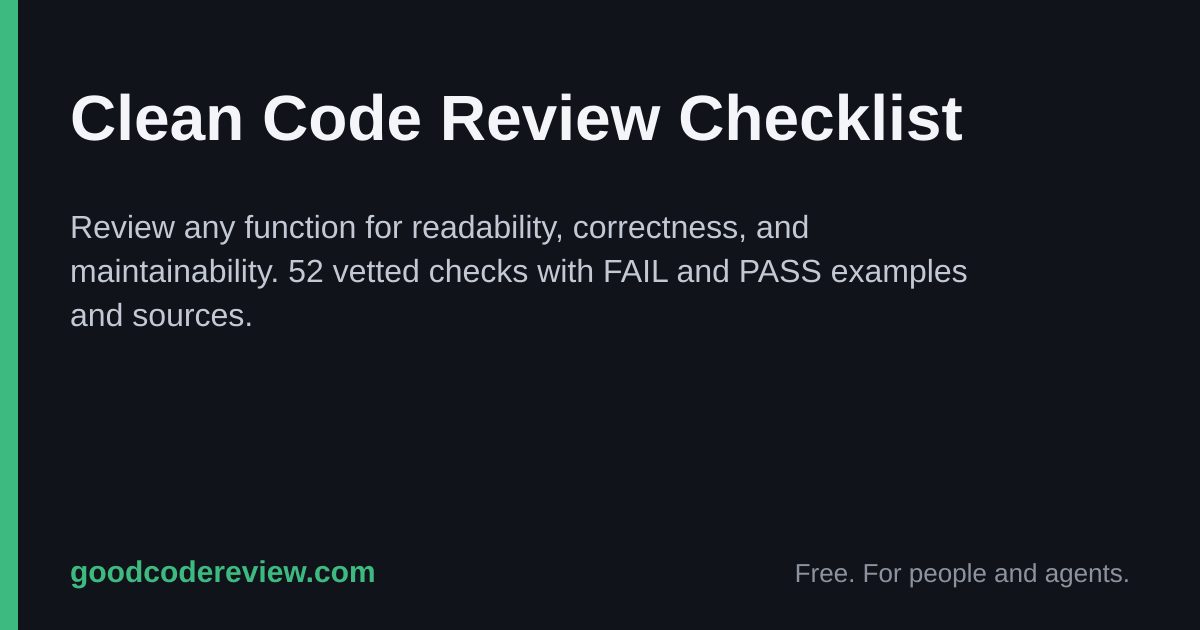 Clean Code Review Checklist
Review any function for readability, correctness, and
maintainability. 52 vetted checks with FAIL and PASS examples
and sources.
goodcodereview.com
Free. For people and agents.